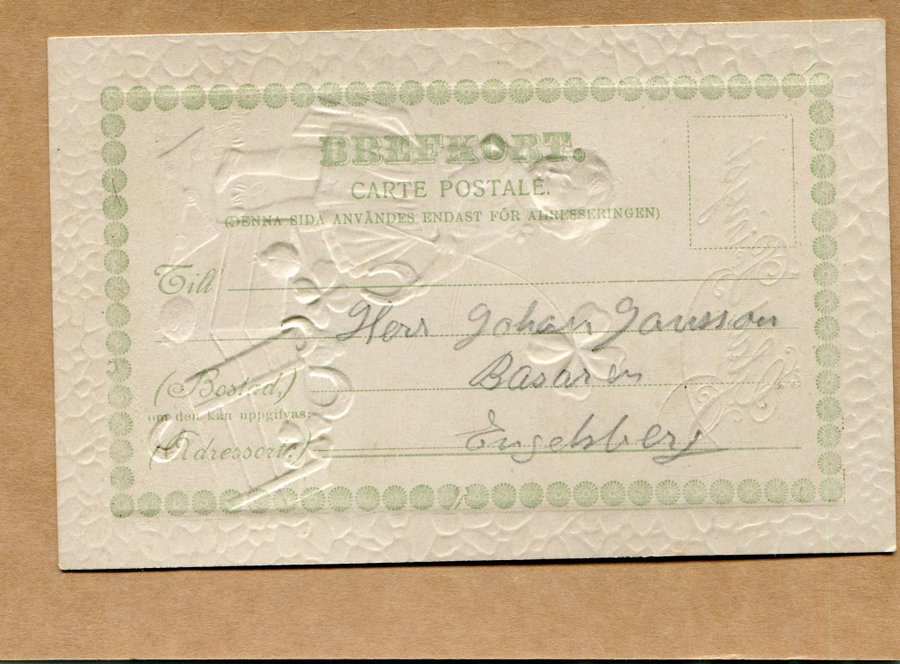 BREFKORT.
CARTE POSTALE.
(DENNA SIDA ANVÄNDES ENDAST FÖR ADRESSERINGEN)
Till
Herr Johan Jansson
(Bostad,)
Basaren
om den kan uppgifvas:
(Adressort:)
Engelsberg